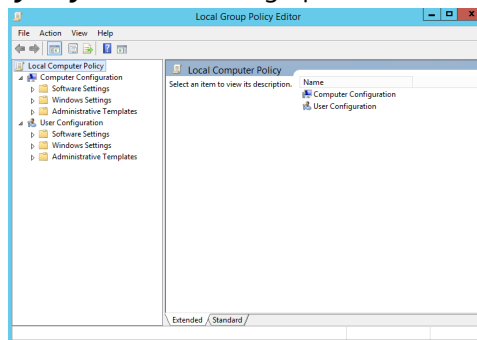 Local Group Policy Editor
File Action View Help
Local Computer Policy
Computer Configuration
Software Settings
Windows Settings
Administrative Templates
User Configuration
Software Settings
Windows Settings
Administrative Templates
Local Computer Policy
Select an item to view its description.
Name
Computer Configuration
User Configuration
Extended Standard